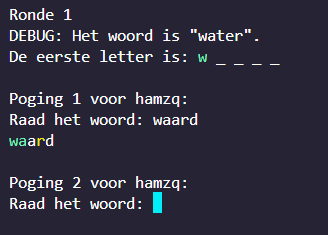 Ronde 1
DEBUG: Het woord is "water".
De eerste letter is: w _ _ _ _
Poging 1 voor hamzq:
Raad het woord: waard
waard
Poging 2 voor hamzq:
Raad het woord: